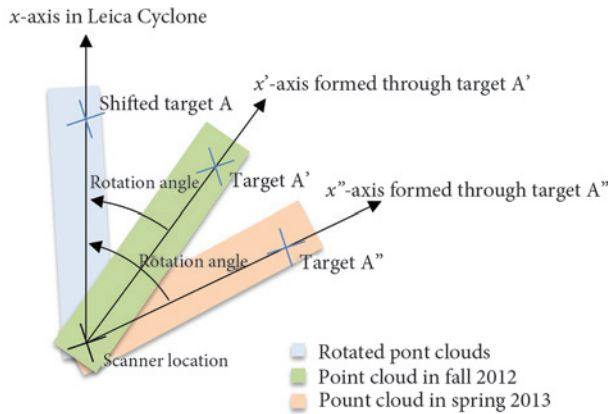 x-axis in Leica Cyclone
x'-axis formed through target A'
Shifted target A
Rotation angle
Target A'
x"-axis formed through target A"
Rotation angle
Target A"
Scanner location
Rotated pont clouds
Point cloud in fall 2012
Pount cloud in spring 2013